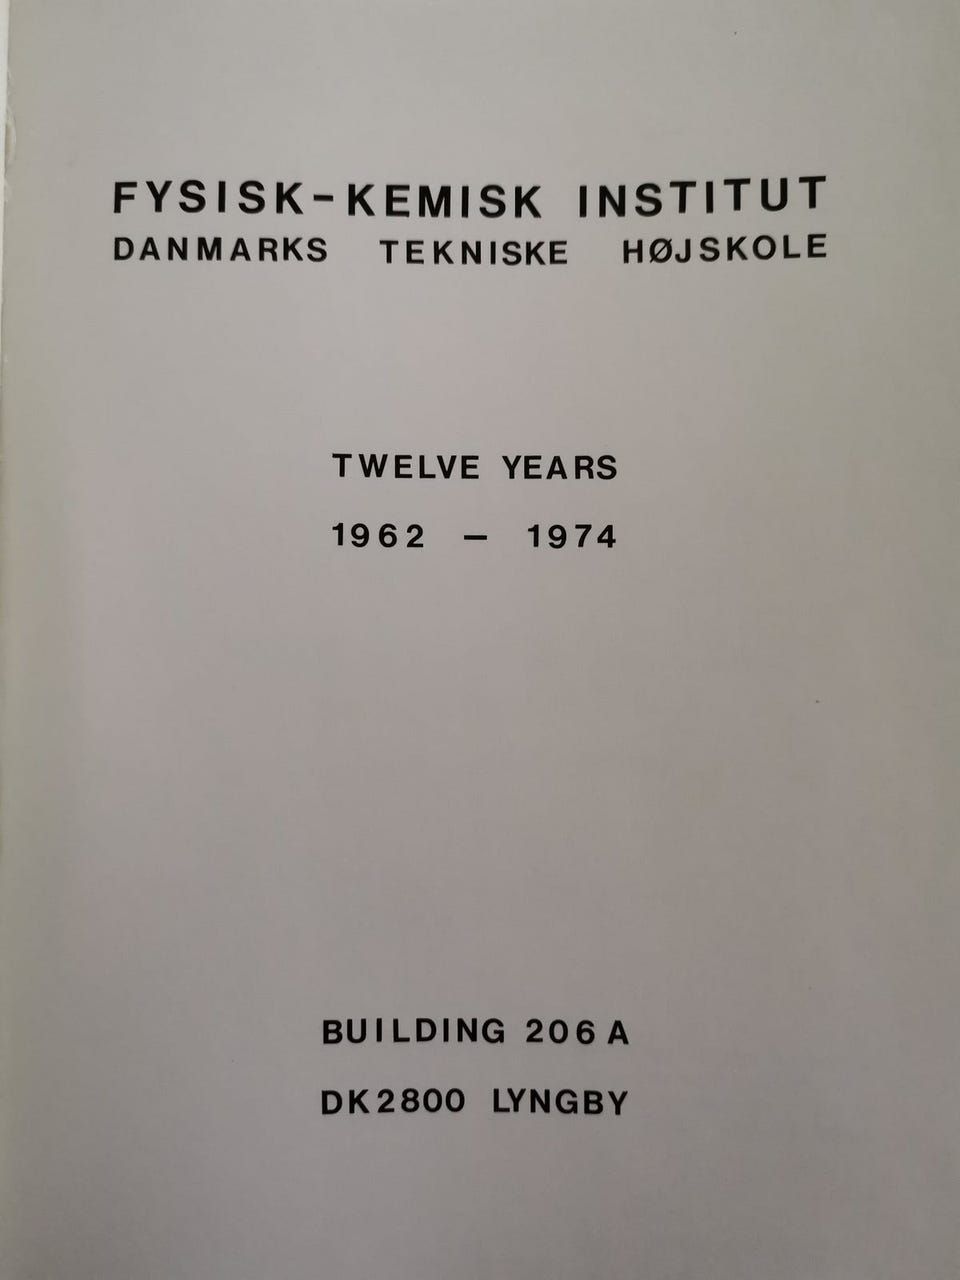 FYSISK-KEMISK INSTITUT
DANMARKS TEKNISKE HØJSKOLE
TWELVE YEARS
1962 — 1974
BUILDING 206 A
DK2800 LYNGBY